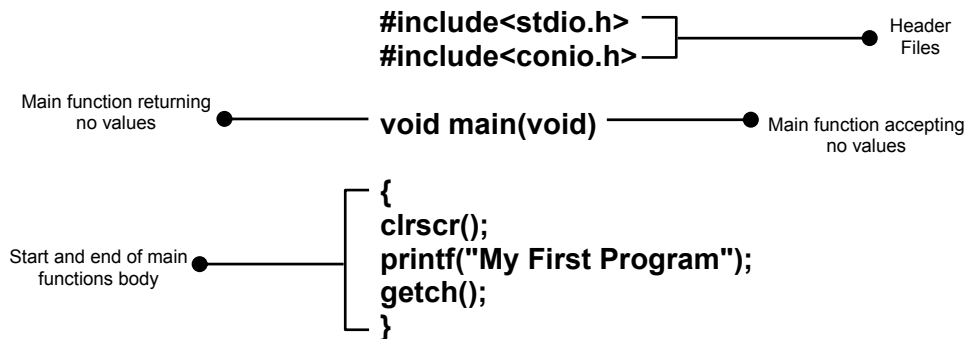 #include<stdio.h>
#include<conio.h>
Header
Files
Main function returning
no values
void main(void)
Main function accepting
no values
{
clrscr();
printf("My First Program");
getch();
}
Start and end of main
functions body